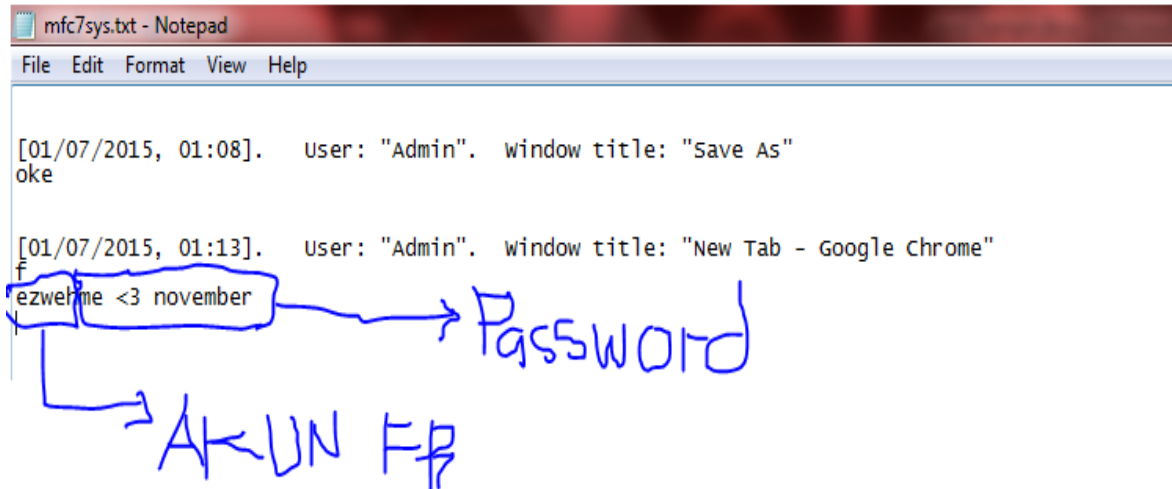 mfc7sys.txt - Notepad
File Edit Format View Help
[01/07/2015, 01:08]. User: "Admin". Window title: "Save As"
oke
[01/07/2015, 01:13]. User: "Admin". Window title: "New Tab - Google Chrome"
f
ezwehme <3 november
Password
AKUN FB